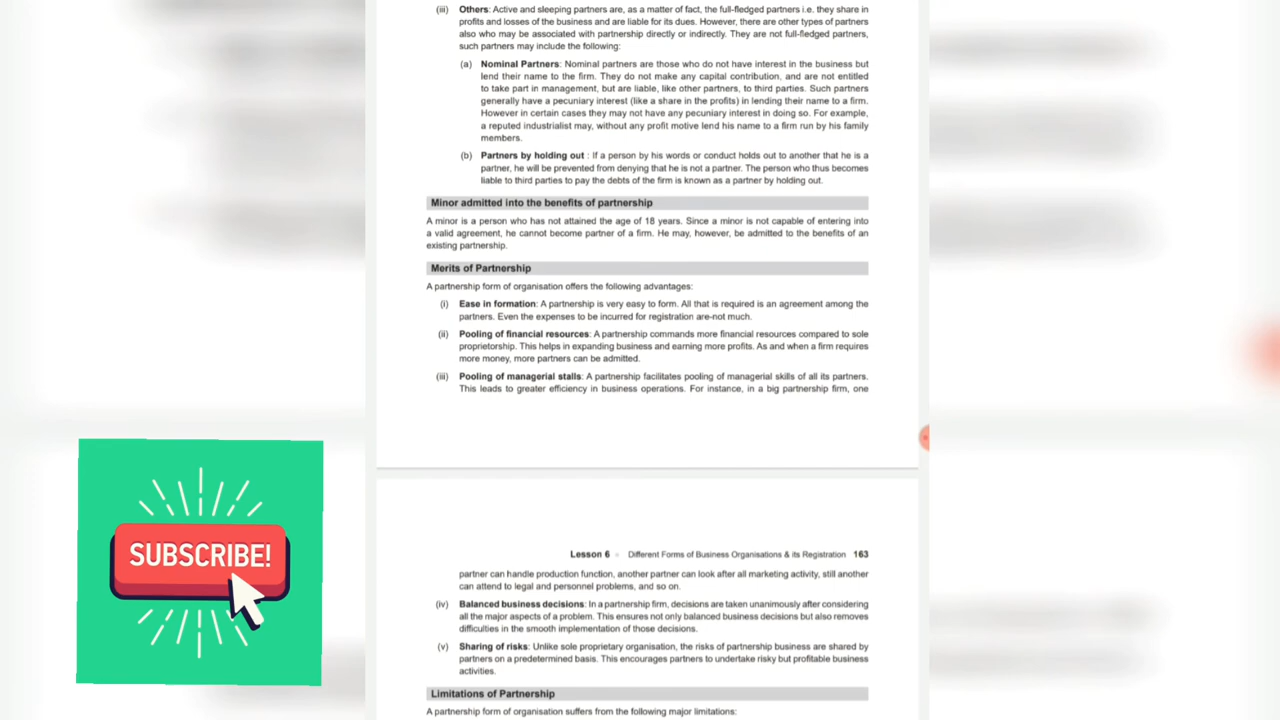 (iii) Others: Active and sleeping partners are, as a matter of fact, the full-fledged partners i.e. they share in
profits and losses of the business and are liable for its dues. However, there are other types of partners
also who may be associated with partnership directly or indirectly. They are not full-fledged partners,
such partners may include the following:
(a) Nominal Partners: Nominal partners are those who do not have interest in the business but
lend their name to the firm. They do not make any capital contribution, and are not entitled
to take part in management, but are liable, like other partners, to third parties. Such partners
generally have a pecuniary interest (like a share in the profits) in lending their name to a firm.
However in certain cases they may not have any pecuniary interest in doing so. For example,
a reputed industrialist may, without any profit motive lend his name to a firm run by his family
members.
(b) Partners by holding out : If a person by his words or conduct holds out to another that he is a
partner, he will be prevented from denying that he is not a partner. The person who thus becomes
liable to third parties to pay the debts of the firm is known as a partner by holding out.
Minor admitted into the benefits of partnership
A minor is a person who has not attained the age of 18 years. Since a minor is not capable of entering into
a valid agreement, he cannot become partner of a firm. He may, however, be admitted to the benefits of an
existing partnership.
Merits of Partnership
A partnership form of organisation offers the following advantages:
(i) Ease in formation: A partnership is very easy to form. All that is required is an agreement among the
partners. Even the expenses to be incurred for registration are-not much.
(ii) Pooling of financial resources: A partnership commands more financial resources compared to sole
proprietorship. This helps in expanding business and earning more profits. As and when a firm requires
more money, more partners can be admitted.
(iii) Pooling of managerial stalls: A partnership facilitates pooling of managerial skills of all its partners.
This leads to greater efficiency in business operations. For instance, in a big partnership firm, one
Lesson 6 Different Forms of Business Organisations & its Registration 163
partner can handle production function, another partner can look after all marketing activity, still another
can attend to legal and personnel problems, and so on.
(iv) Balanced business decisions: In a partnership firm, decisions are taken unanimously after considering
all the major aspects of a problem. This ensures not only balanced business decisions but also removes
difficulties in the smooth implementation of those decisions.
(v) Sharing of risks: Unlike sole proprietary organisation, the risks of partnership business are shared by
partners on a predetermined basis. This encourages partners to undertake risky but profitable business
activities.
Limitations of Partnership
A partnership form of organisation suffers from the following major limitations:
SUBSCRIBE!